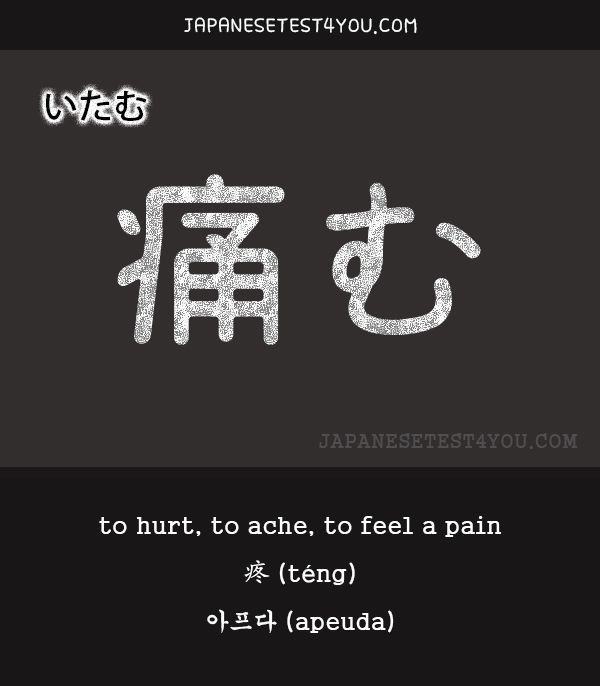 JAPANESETEST4YOU.COM
いたむ
痛む
JAPANESETEST4YOU.COM
to hurt, to ache, to feel a pain
疼 (téng)
아프다 (apeuda)